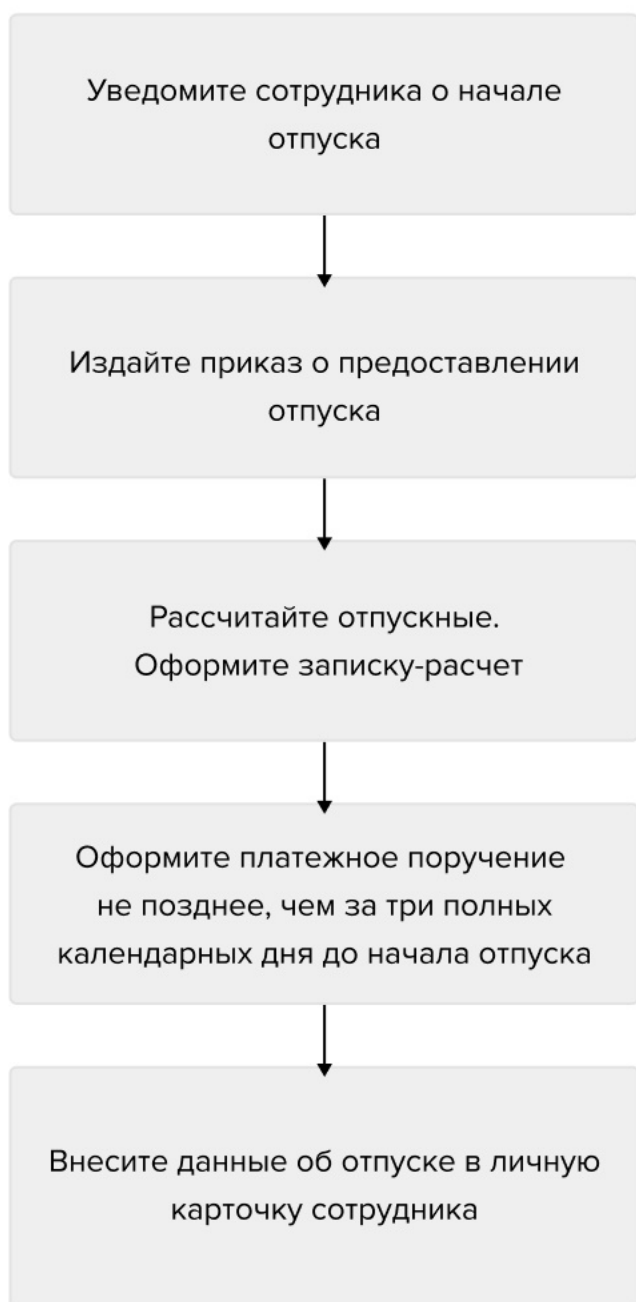 Уведомите сотрудника о начале
отпуска
Издайте приказ о предоставлении
отпуска
Рассчитайте отпускные.
Оформите записку-расчет
Оформите платежное поручение
не позднее, чем за три полных
календарных дня до начала отпуска
Внесите данные об отпуске в личную
карточку сотрудника